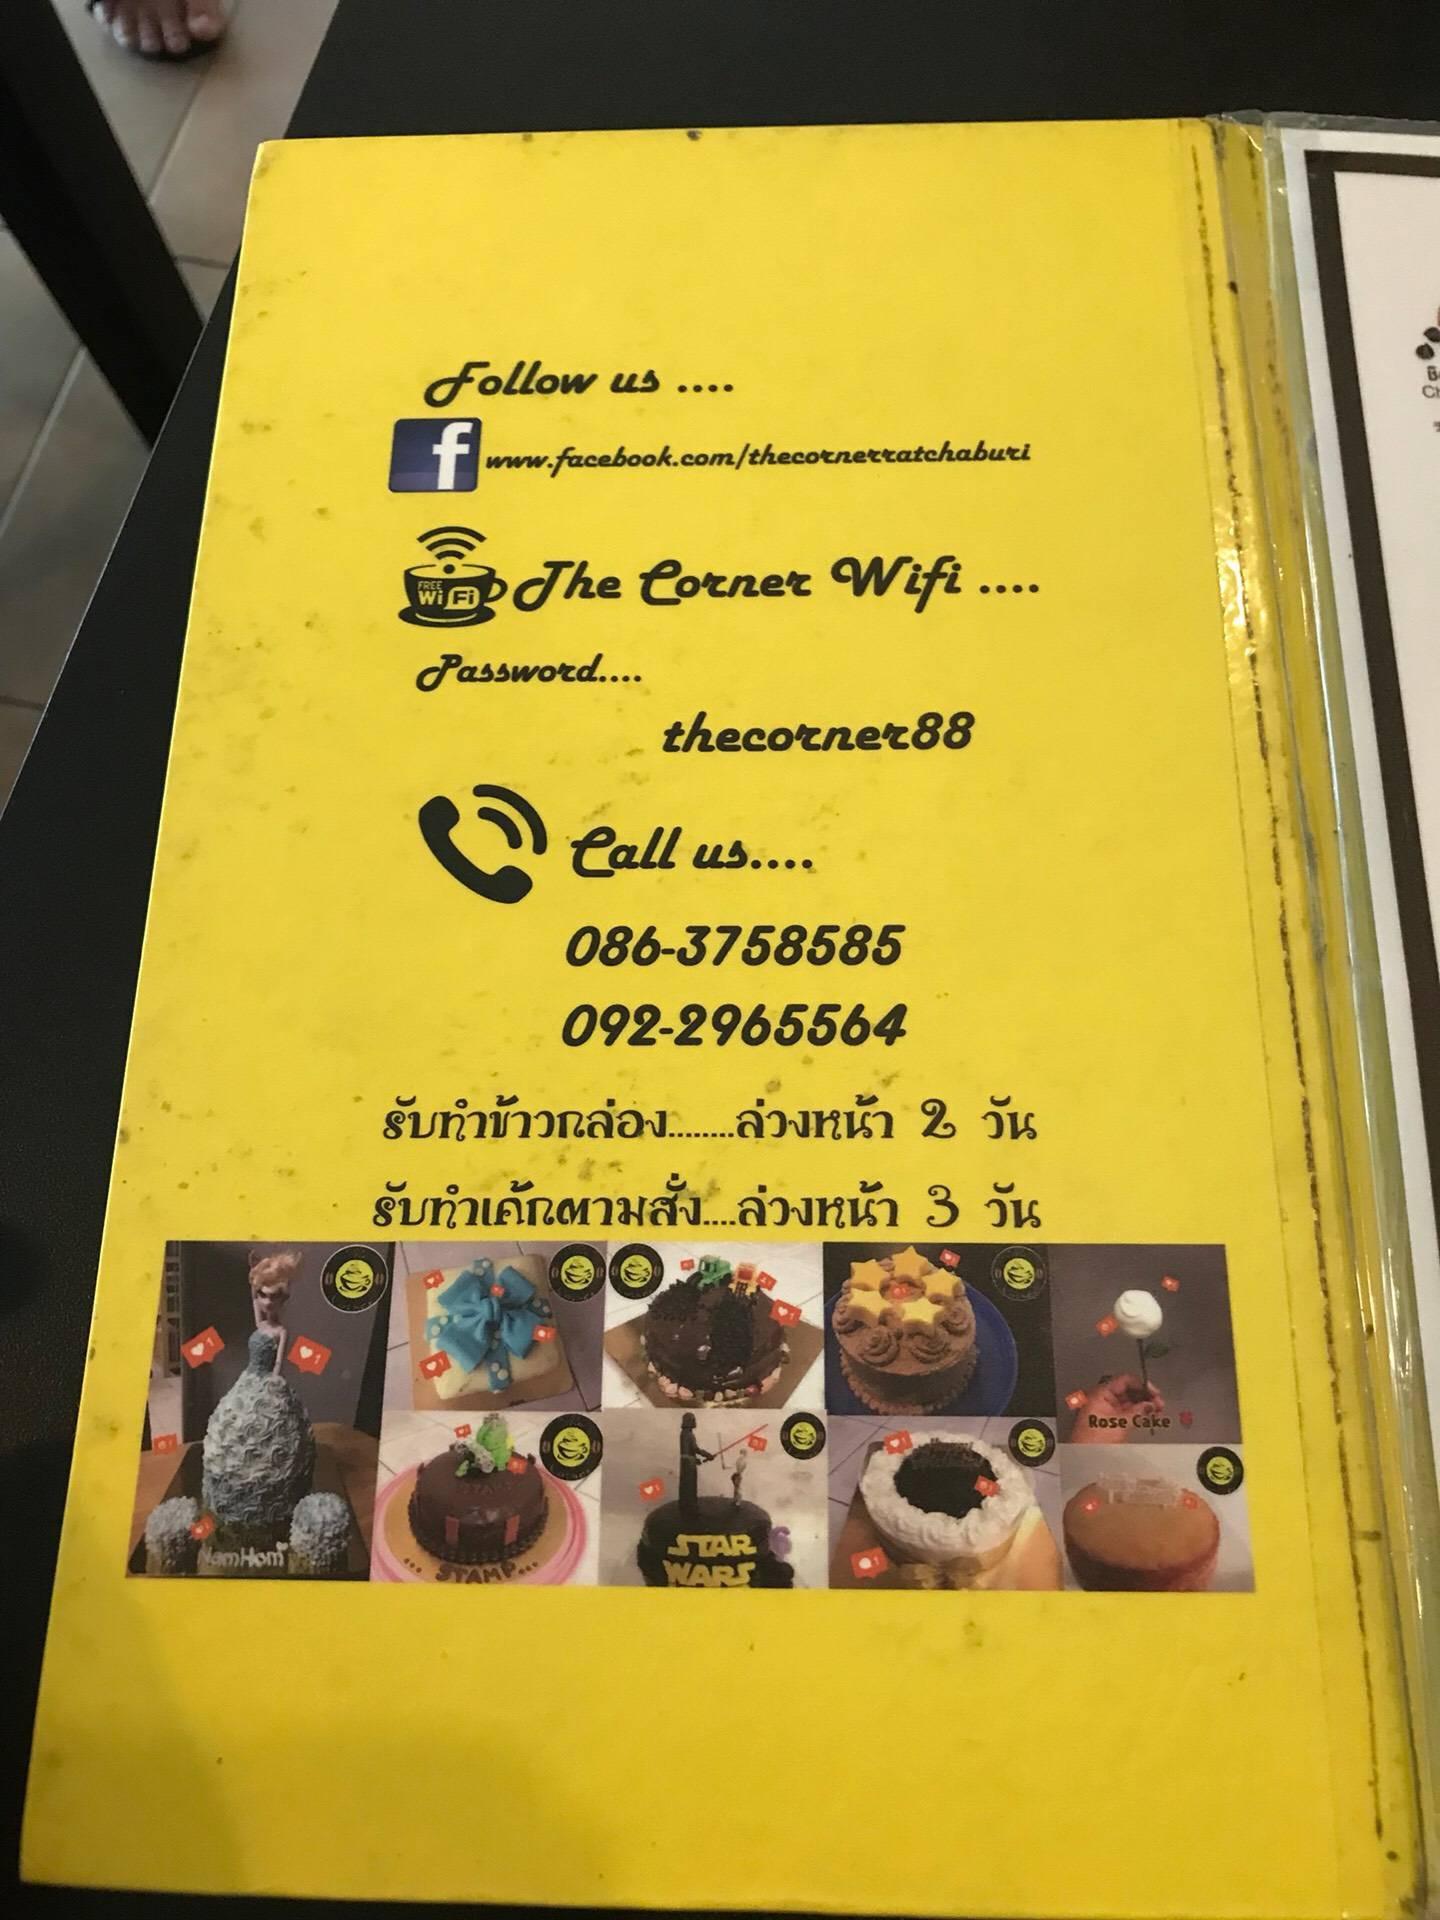 Follow us ....
f www.facebook.com/thecornerratchaburi
FREE
Wi Fi
The Corner Wifi ....
Password....
thecorner88
Call us....
086-3758585
092-2965564
รับทำข้าวกล่อง........ล่วงหน้า 2 วัน
รับทำเค้กตามสั่ง....ล่วงหน้า 3 วัน
Rose Cake
NamHom
... STAMP...
STAR
WARS